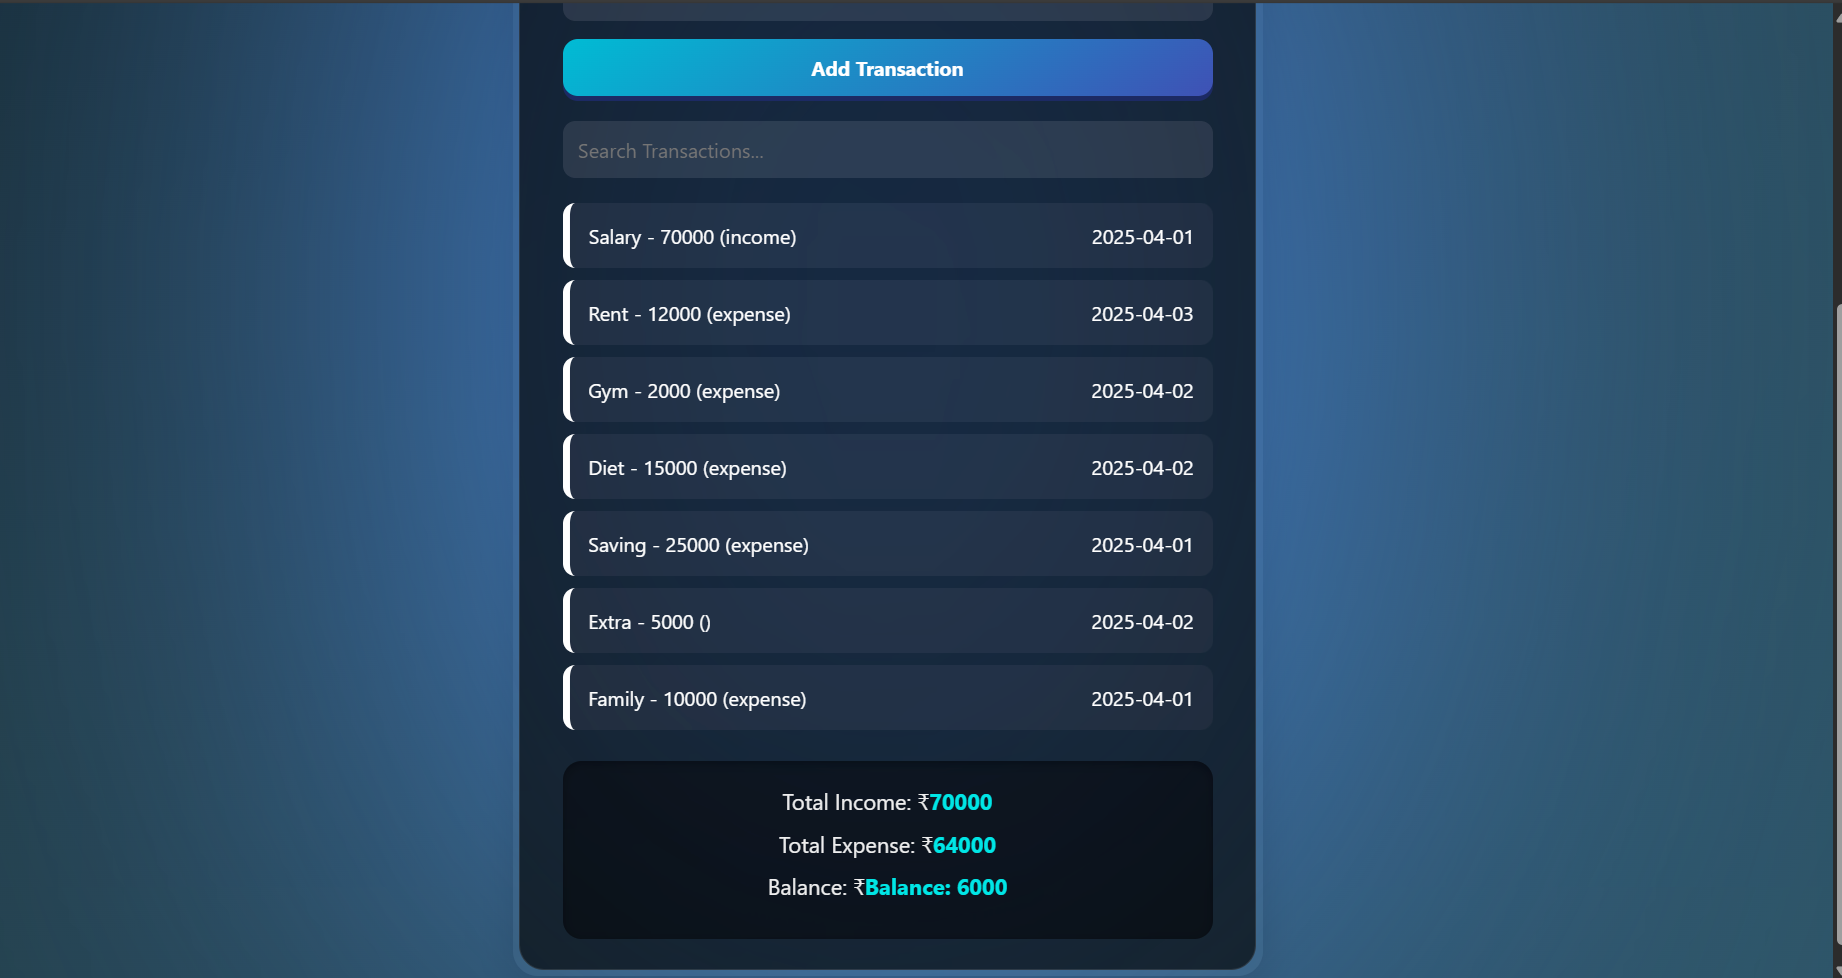 Add Transaction
Search Transactions...
Salary - 70000 (income) 2025-04-01
Rent - 12000 (expense) 2025-04-03
Gym - 2000 (expense) 2025-04-02
Diet - 15000 (expense) 2025-04-02
Saving - 25000 (expense) 2025-04-01
Extra - 5000 () 2025-04-02
Family - 10000 (expense) 2025-04-01
Total Income: ₹70000
Total Expense: ₹64000
Balance: ₹Balance: 6000